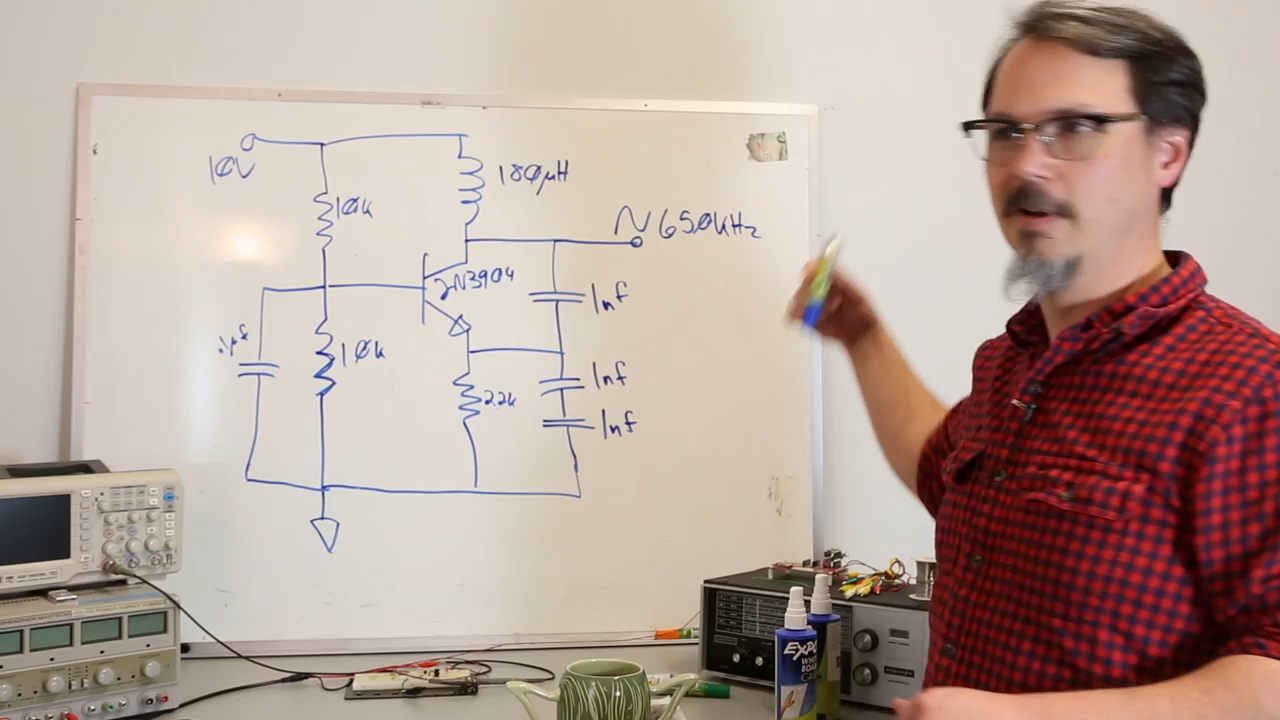 10V
10k
180μH
~650kHz
2N3904
1nf
.1μf
10k
2.2k
1nf
1nf
EXPO